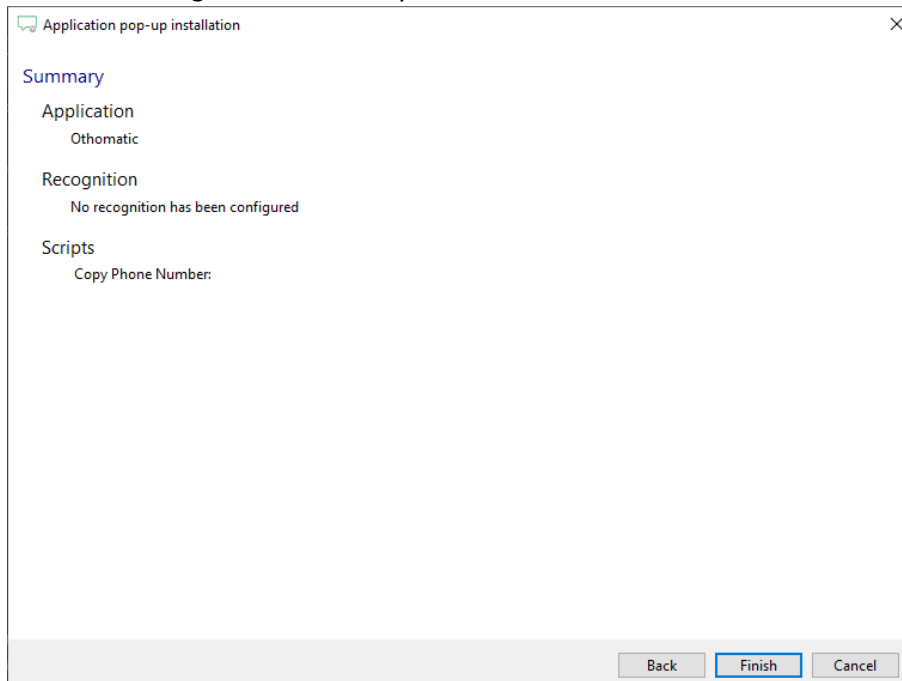 Application pop-up installation
Summary
Application
Othomatic
Recognition
No recognition has been configured
Scripts
Copy Phone Number:
Back Finish Cancel